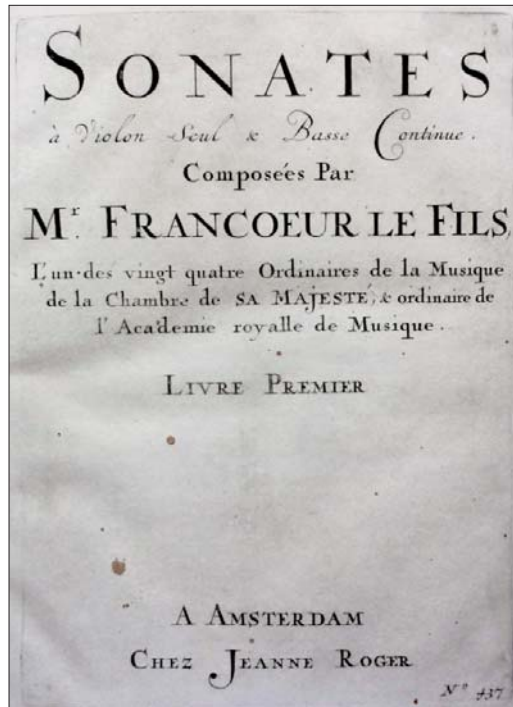 SONATES
à Violon Seul & Basse Continue.
Composées Par
Mr. FRANCOEUR LE FILS,
L'un-des vingt quatre Ordinaires de la Musique
de la Chambre de SA MAJESTÉ, & ordinaire de
l'Academie royalle de Musique.
LIVRE PREMIER
A AMSTERDAM
CHEZ JEANNE ROGER
No 437